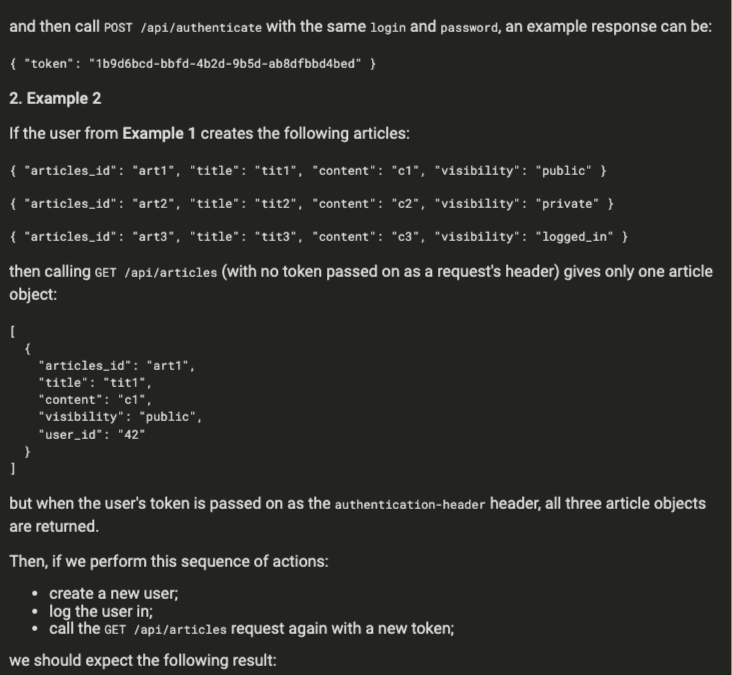 and then call POST /api/authenticate with the same login and password, an example response can be:
{ "token": "1b9d6bcd-bbfd-4b2d-9b5d-ab8dfbbd4bed" }
2. Example 2
If the user from Example 1 creates the following articles:
{ "articles_id": "art1", "title": "tit1", "content": "c1", "visibility": "public" }
{ "articles_id": "art2", "title": "tit2", "content": "c2", "visibility": "private" }
{ "articles_id": "art3", "title": "tit3", "content": "c3", "visibility": "logged_in" }
then calling GET /api/articles (with no token passed on as a request's header) gives only one article
object:
[
{
"articles_id": "art1",
"title": "tit1",
"content": "c1",
"visibility": "public",
"user_id": "42"
}
]
but when the user's token is passed on as the authentication-header header, all three article objects
are returned.
Then, if we perform this sequence of actions:
• create a new user;
• log the user in;
• call the GET /api/articles request again with a new token;
we should expect the following result: